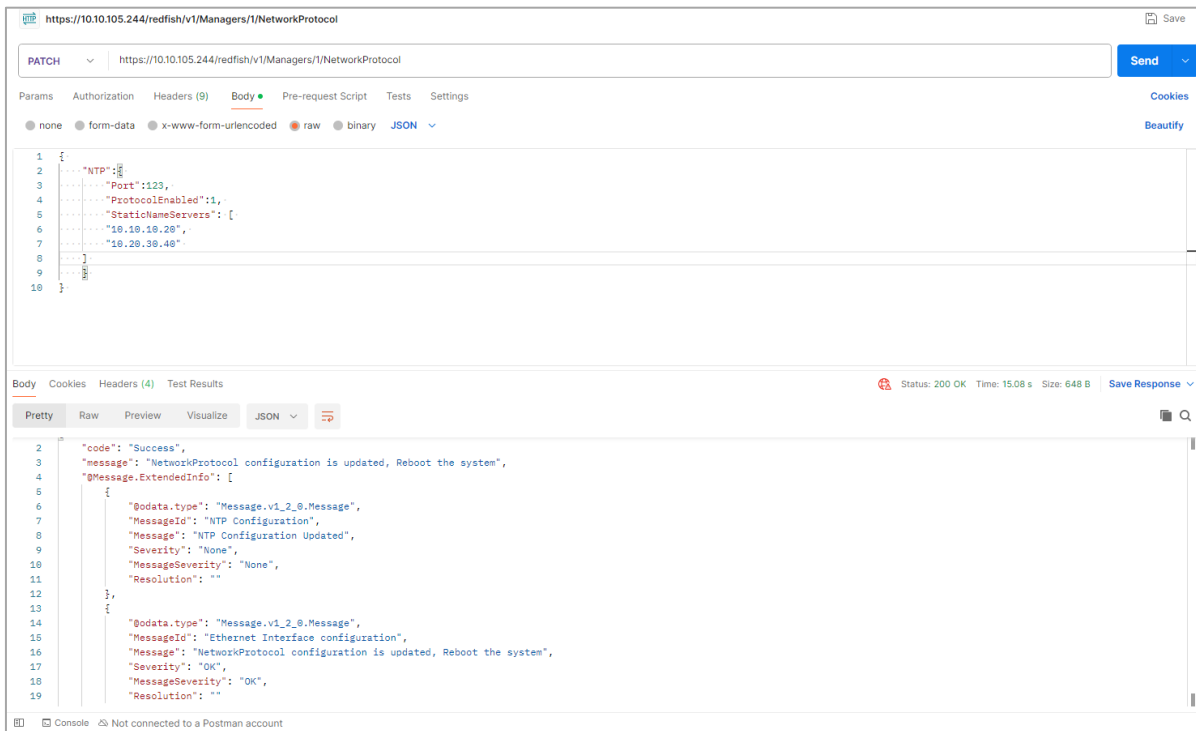 HTTP https://10.10.105.244/redfish/v1/Managers/1/NetworkProtocol Save
PATCH https://10.10.105.244/redfish/v1/Managers/1/NetworkProtocol Send
Params Authorization Headers (9) Body Pre-request Script Tests Settings Cookies
none form-data x-www-form-urlencoded raw binary JSON Beautify
1 {
2 "NTP":{
3 "Port":123,
4 "ProtocolEnabled":1,
5 "StaticNameServers": [
6 "10.10.10.20",
7 "10.20.30.40"
8 ]
9 }
10 }
Body Cookies Headers (4) Test Results Status: 200 OK Time: 15.08 s Size: 648 B Save Response
Pretty Raw Preview Visualize JSON
2 "code": "Success",
3 "message": "NetworkProtocol configuration is updated, Reboot the system",
4 "@Message.ExtendedInfo": [
5 {
6 "@odata.type": "Message.v1_2_0.Message",
7 "MessageId": "NTP Configuration",
8 "Message": "NTP Configuration Updated",
9 "Severity": "None",
10 "MessageSeverity": "None",
11 "Resolution": ""
12 },
13 {
14 "@odata.type": "Message.v1_2_0.Message",
15 "MessageId": "Ethernet Interface configuration",
16 "Message": "NetworkProtocol configuration is updated, Reboot the system",
17 "Severity": "OK",
18 "MessageSeverity": "OK",
19 "Resolution": ""
Console Not connected to a Postman account